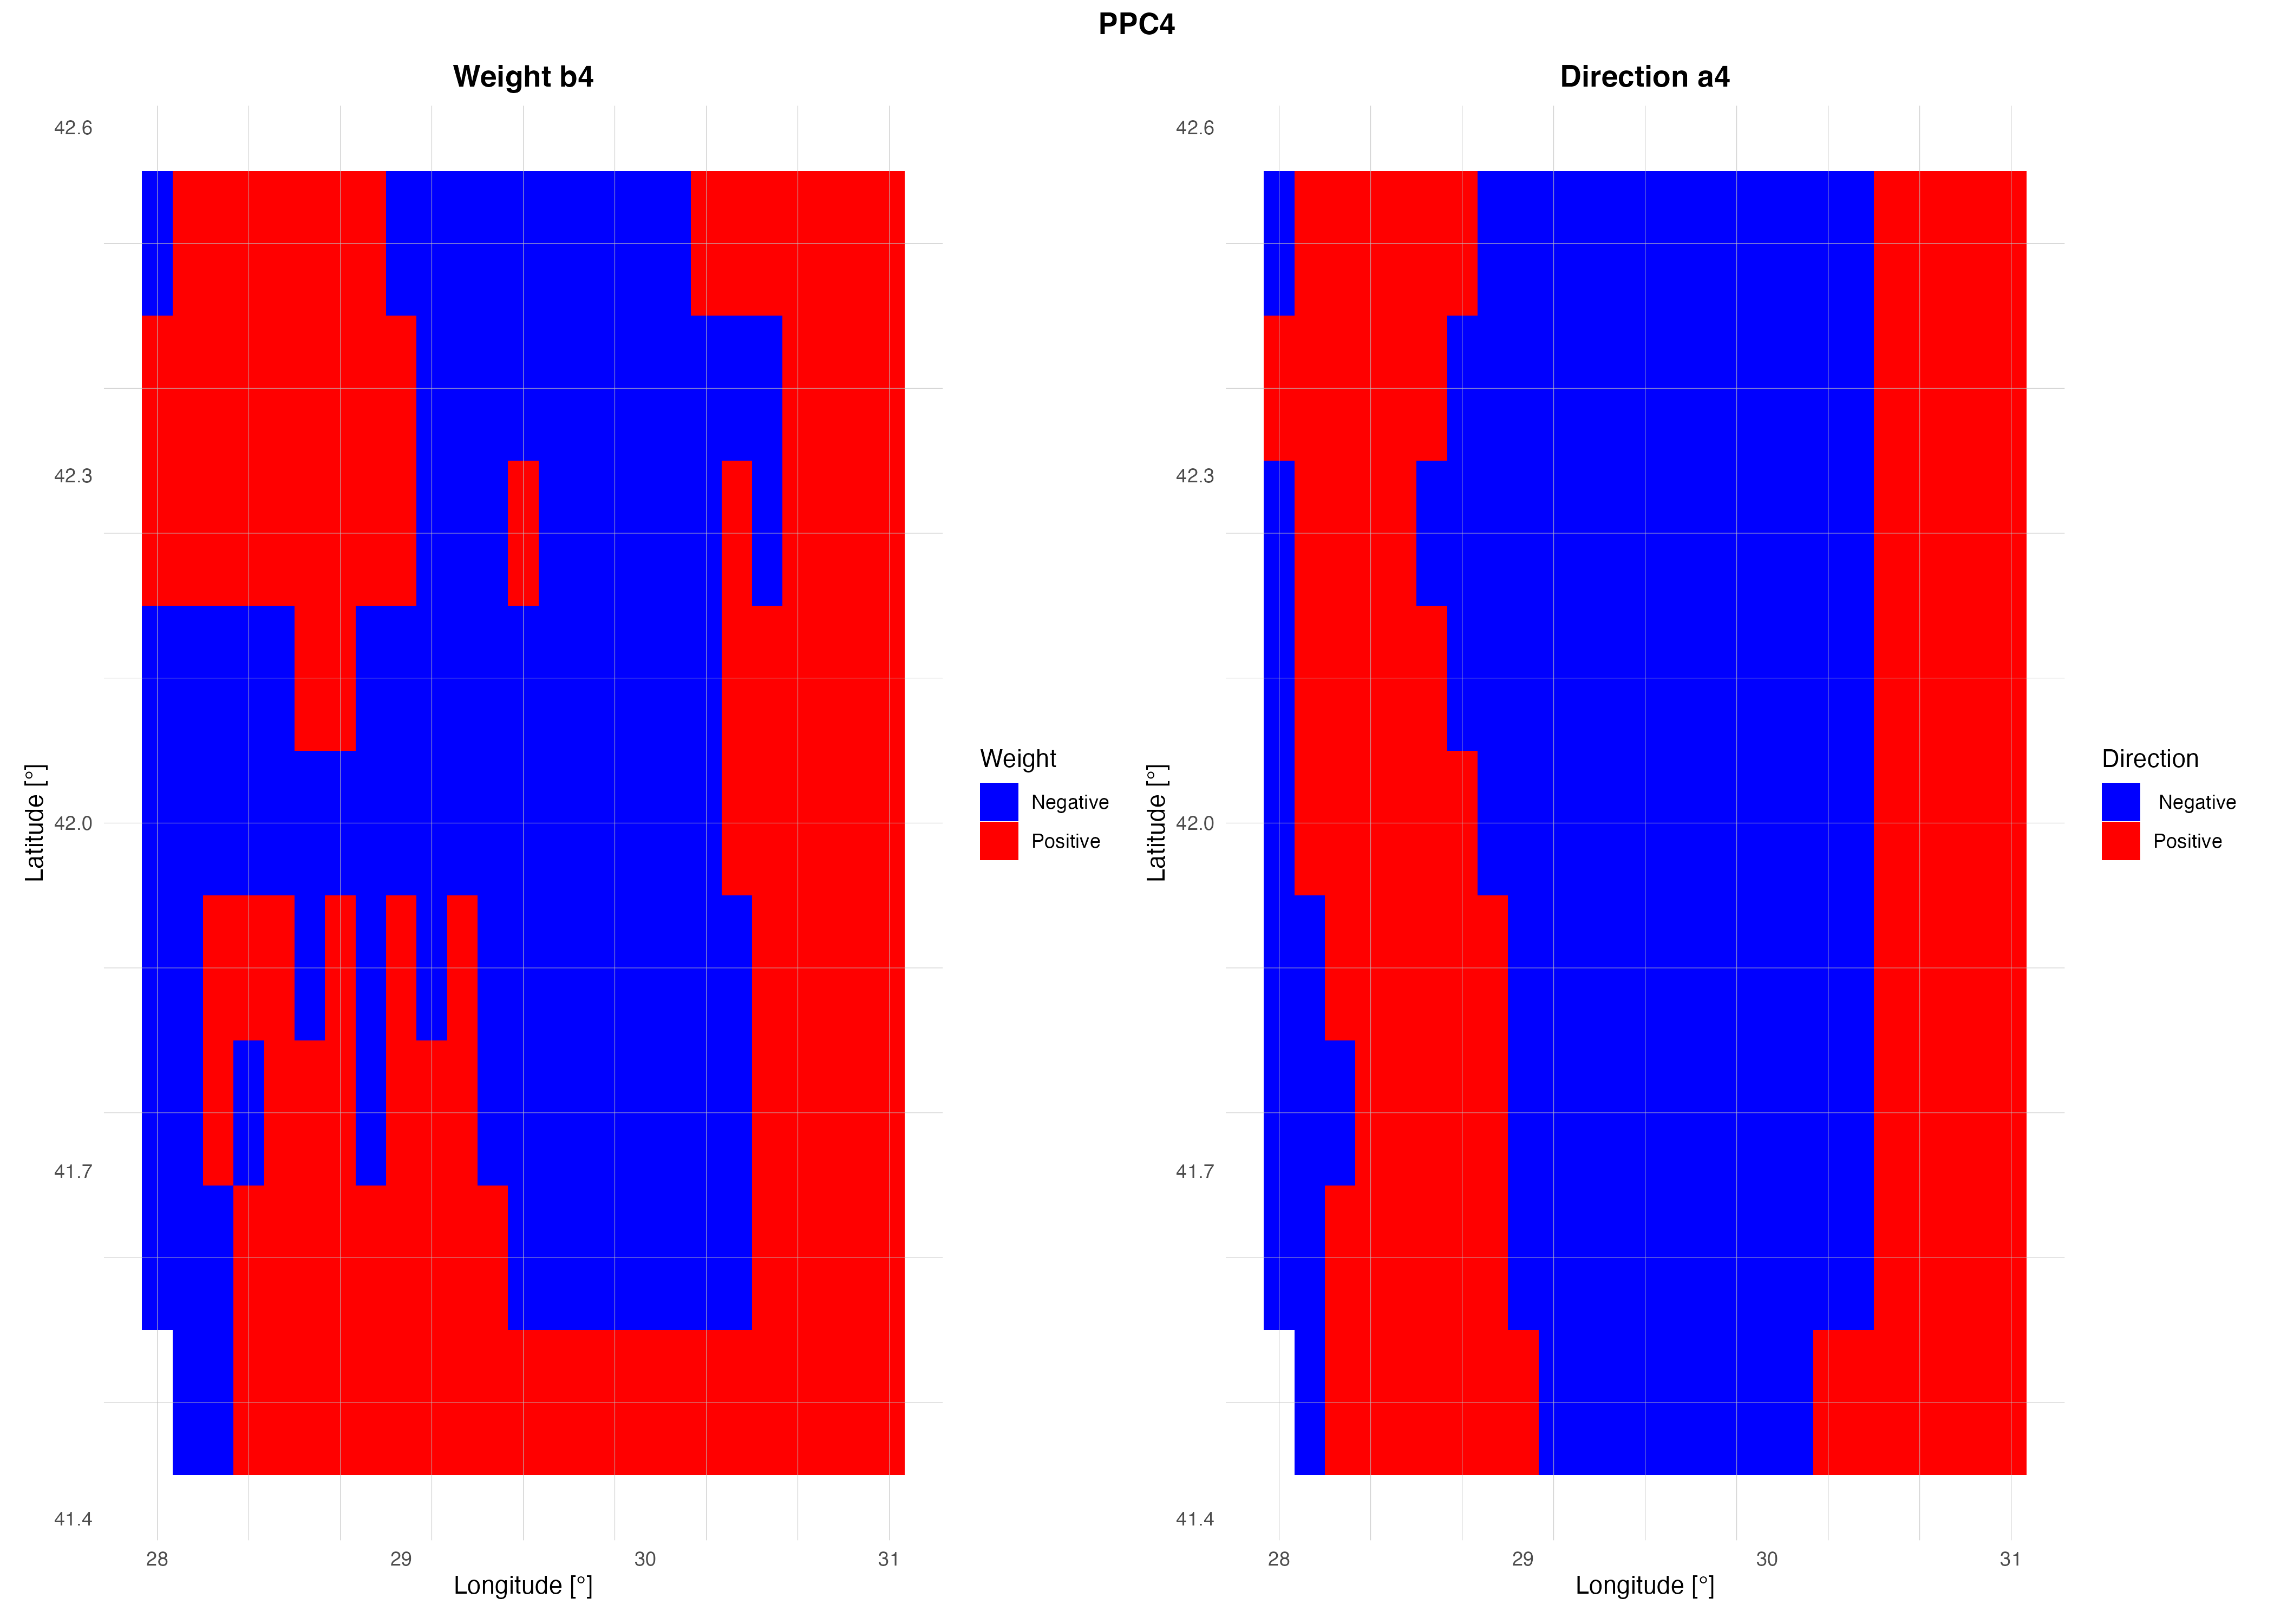 PPC4
Weight b4
42.6
42.3
42.0
41.7
41.4
Latitude [°]
28 29 30 31
Longitude [°]
Weight
Negative
Positive
Direction a4
42.6
42.3
42.0
41.7
41.4
Latitude [°]
28 29 30 31
Longitude [°]
Direction
Negative
Positive